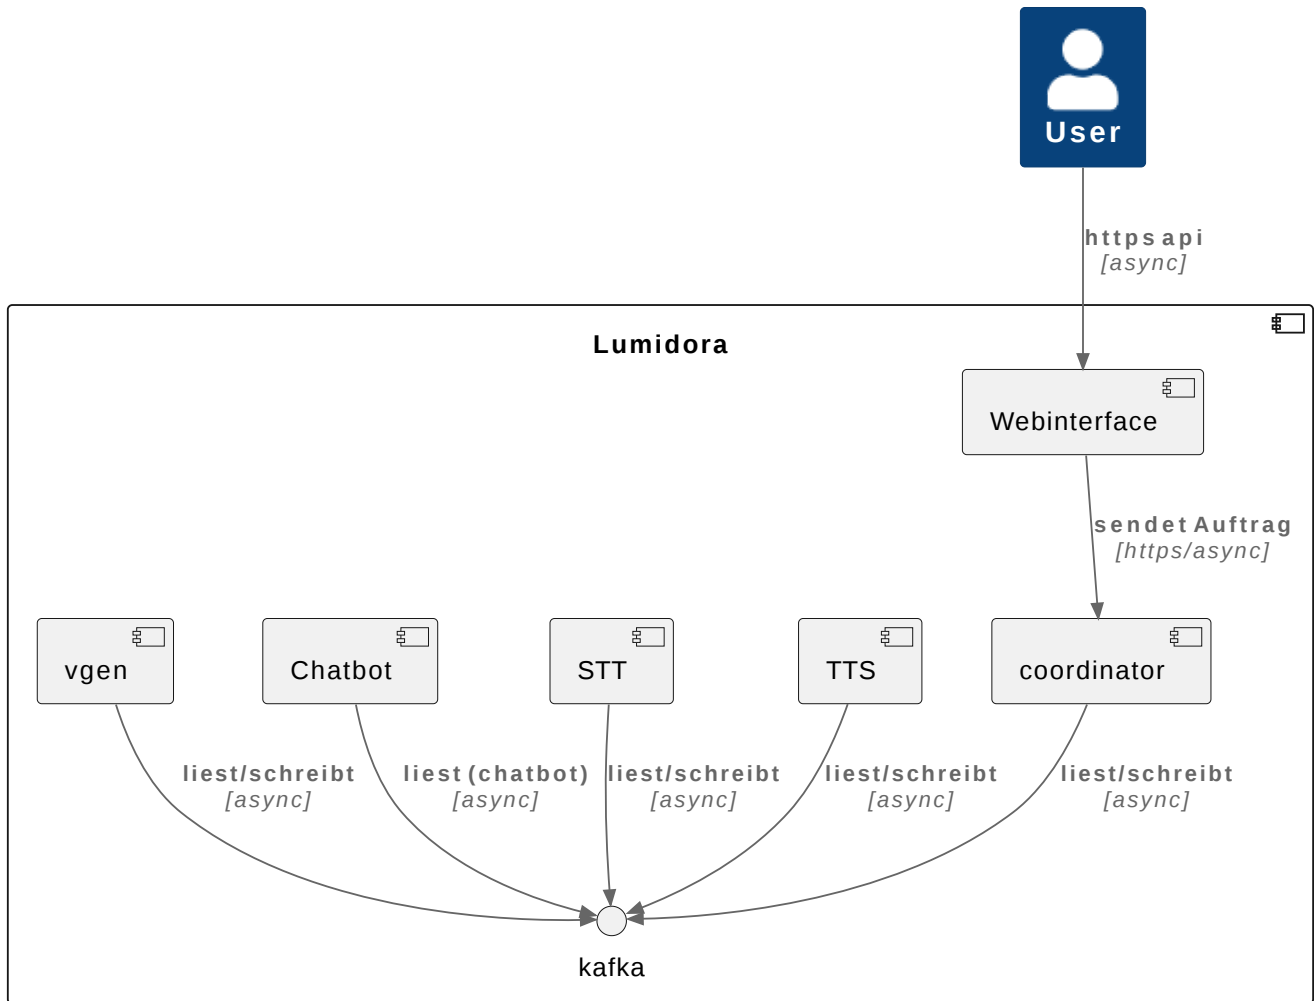 User
https api
[async]
Lumidora
Webinterface
sendet Auftrag
[https/async]
vgen
Chatbot
STT
TTS
coordinator
liest/schreibt
[async]
liest (chatbot)
[async]
liest/schreibt
[async]
liest/schreibt
[async]
liest/schreibt
[async]
kafka